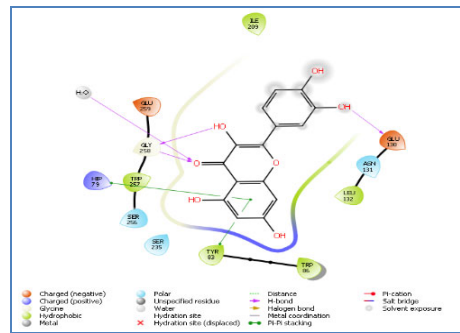 ILE
209
OH
OH
H₂O
GLU
259
HO
GLU
130
GLY
258
ASN
131
O
O
TRP
267
HIP
79
LEU
132
SER
256
OH
OH
SER
235
TYR
83
TRP
86
Charged (negative)
Charged (positive)
Glycine
Hydrophobic
Metal
Polar
Unspecified residue
Water
Hydration site
Hydration site (displaced)
Distance
H-bond
Halogen bond
Metal coordination
Pi-Pi stacking
Pi-cation
Salt bridge
Solvent exposure